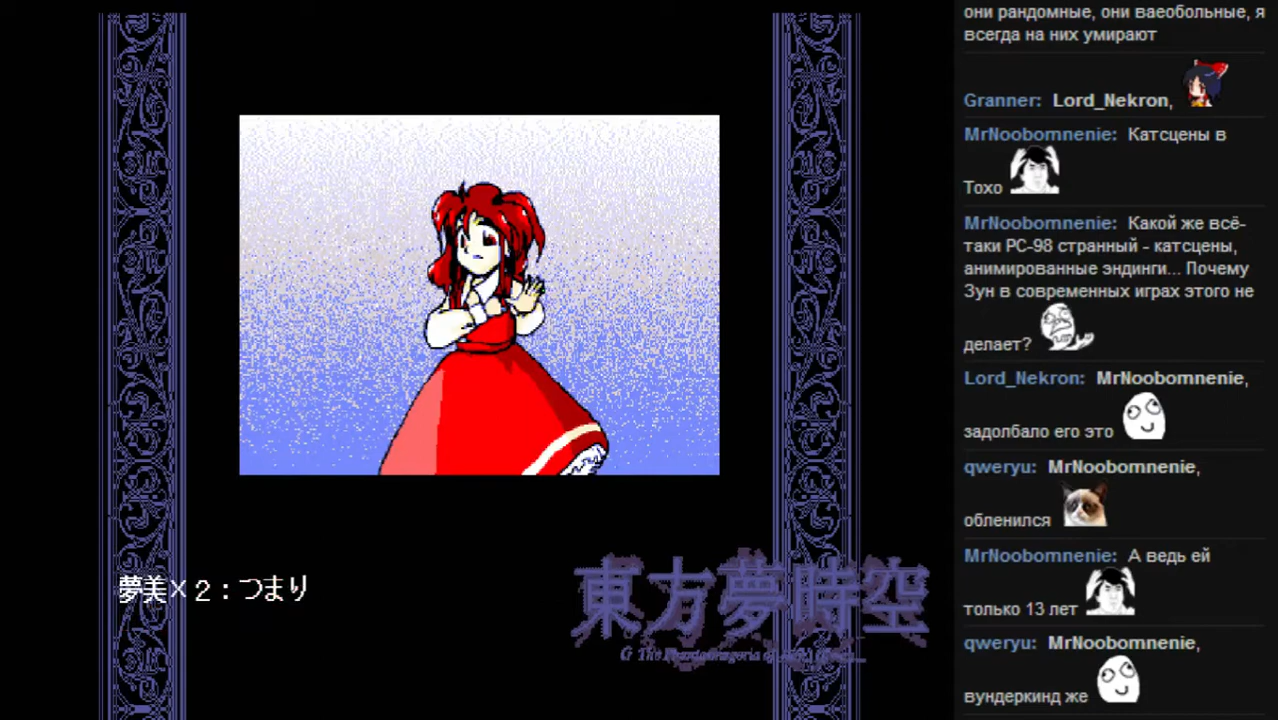 夢美×2:つまり
東方夢時空
они рандомные, они ваеобольные, я
всегда на них умирают
Granner: Lord_Nekron,
MrNoobomnenie: Катсцены в
Тохо
MrNoobomnenie: Какой же всё-
таки PC-98 странный - катсцены,
анимированные эндинги... Почему
Зун в современных играх этого не
делает?
Lord_Nekron: MrNoobomnenie,
задолбало его это
qweryu: MrNoobomnenie,
обленился
MrNoobomnenie: А ведь ей
только 13 лет
qweryu: MrNoobomnenie,
вундеркинд же